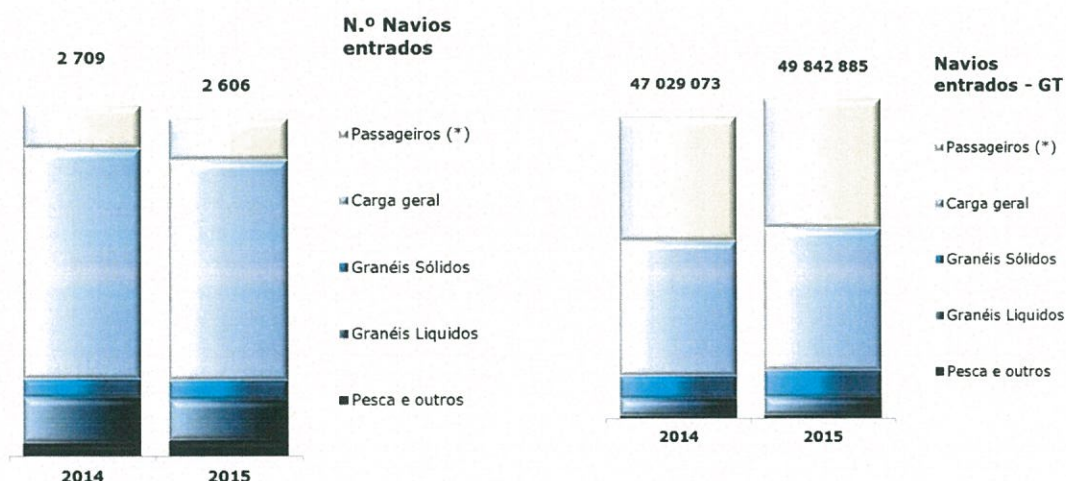 N.º Navios
entrados
2 709
2 606
Passageiros (*)
Carga geral
Granéis Sólidos
Granéis Liquidos
Pesca e outros
2014
2015
Navios
entrados - GT
47 029 073
49 842 885
Passageiros (*)
Carga geral
Granéis Sólidos
Granéis Liquidos
Pesca e outros
2014
2015